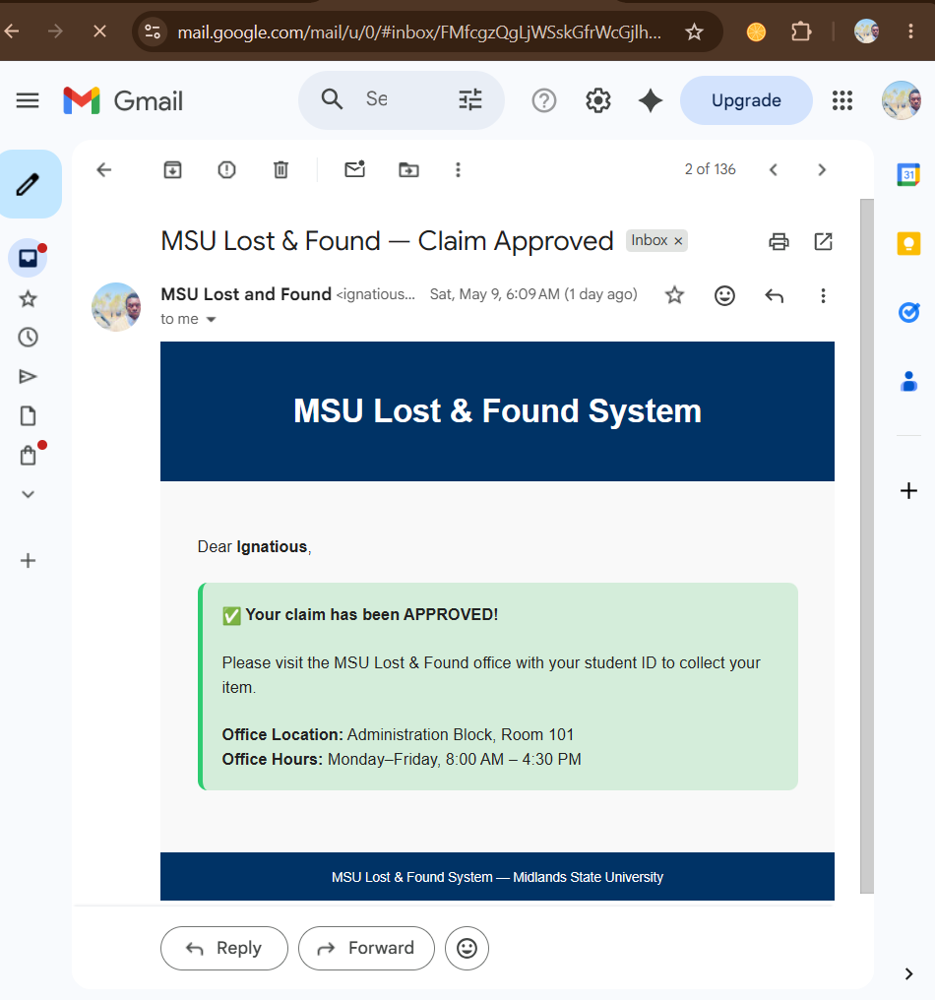 mail.google.com/mail/u/0/#inbox/FMfcgzQgLjWSskGfrWcGjlh...
Gmail
Se
Upgrade
2 of 136
MSU Lost & Found — Claim Approved
Inbox ×
MSU Lost and Found <ignatious... Sat, May 9, 6:09 AM (1 day ago)
to me
31
MSU Lost & Found System
Dear Ignatious,
✅ Your claim has been APPROVED!
Please visit the MSU Lost & Found office with your student ID to collect your
item.
Office Location: Administration Block, Room 101
Office Hours: Monday–Friday, 8:00 AM – 4:30 PM
MSU Lost & Found System — Midlands State University
Reply
Forward